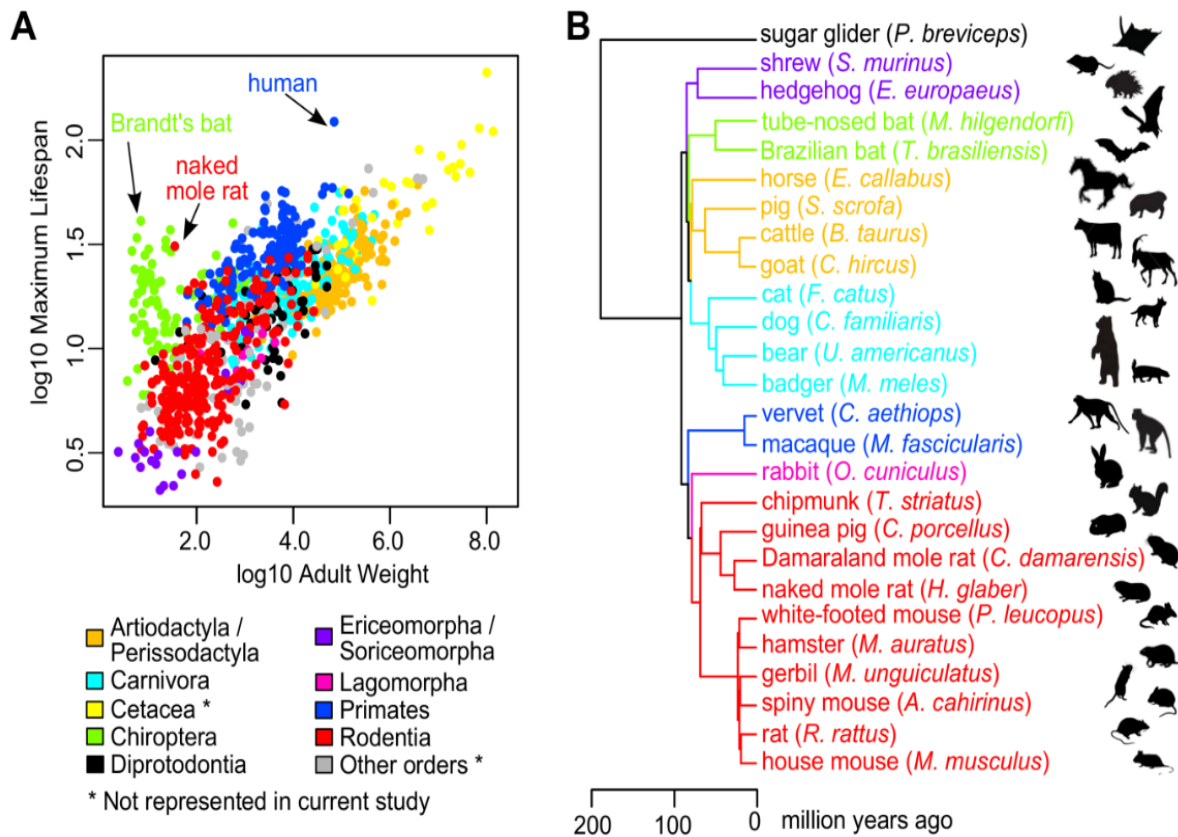 A
human
Brandt's bat
naked
mole rat
log10 Maximum Lifespan
2.0
1.5
1.0
0.5
2.0 4.0 6.0 8.0
log10 Adult Weight
Artiodactyla /
Perissodactyla
Carnivora
Cetacea *
Chiroptera
Diprotodontia
Ericeomorpha /
Soriceomorpha
Lagomorpha
Primates
Rodentia
Other orders *
* Not represented in current study
B
sugar glider (P. breviceps)
shrew (S. murinus)
hedgehog (E. europaeus)
tube-nosed bat (M. hilgendorfi)
Brazilian bat (T. brasiliensis)
horse (E. callabus)
pig (S. scrofa)
cattle (B. taurus)
goat (C. hircus)
cat (F. catus)
dog (C. familiaris)
bear (U. americanus)
badger (M. meles)
vervet (C. aethiops)
macaque (M. fascicularis)
rabbit (O. cuniculus)
chipmunk (T. striatus)
guinea pig (C. porcellus)
Damaraland mole rat (C. damarensis)
naked mole rat (H. glaber)
white-footed mouse (P. leucopus)
hamster (M. auratus)
gerbil (M. unguiculatus)
spiny mouse (A. cahirinus)
rat (R. rattus)
house mouse (M. musculus)
200 100 0 million years ago